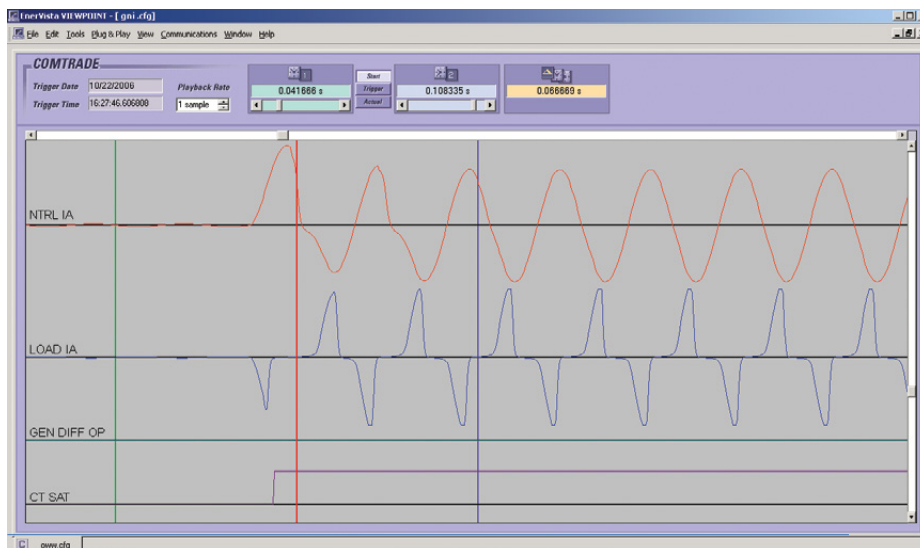 EnerVista VIEWPOINT - [ gni .cfg]
File Edit Tools Plug & Play View Communications Window Help
COMTRADE
Trigger Date 10/22/2006 Playback Rate
Trigger Time 16:27:46.606808 1 sample
1 Start 2
Trigger
Actual
0.041666 s 0.108335 s 0.066669 s
NTRL IA
LOAD IA
GEN DIFF OP
CT SAT
C gww.cfg